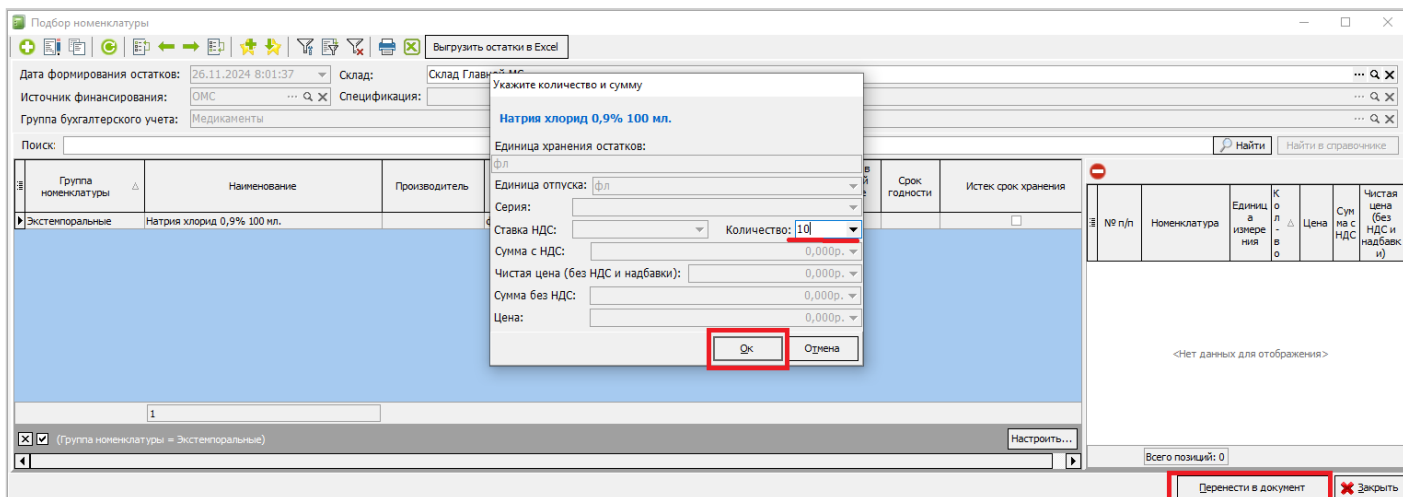 Подбор номенклатуры
Выгрузить остатки в Excel
Дата формирования остатков: 26.11.2024 8:01:37 Склад: Склад Главной МС
Источник финансирования: ОМС Спецификация:
Группа бухгалтерского учета: Медикаменты
Поиск: Найти Найти в справочнике
Группа номенклатуры Наименование Производитель Срок годности Истек срок хранения
Экстемпоральные Натрия хлорид 0,9% 100 мл.
1
(Группа номенклатуры = Экстемпоральные) Настроить...
Укажите количество и сумму
Натрия хлорид 0,9% 100 мл.
Единица хранения остатков:
фл
Единица отпуска: фл
Серия:
Ставка НДС: Количество: 10
Сумма с НДС: 0,000р.
Чистая цена (без НДС и надбавки): 0,000р.
Сумма без НДС: 0,000р.
Цена: 0,000р.
Ок Отмена
№ п/п Номенклатура Единица измерения Кол-во Цена Сумма с НДС Чистая цена (без НДС и надбавки)
<Нет данных для отображения>
Всего позиций: 0
Перенести в документ Закрыть